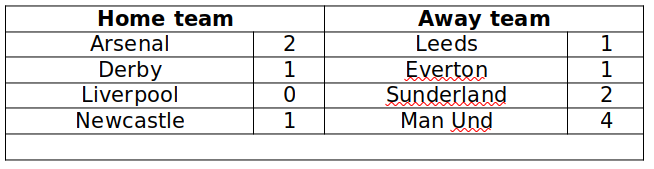 Home team Away team
Arsenal 2 Leeds 1
Derby 1 Everton 1
Liverpool 0 Sunderland 2
Newcastle 1 Man Und 4